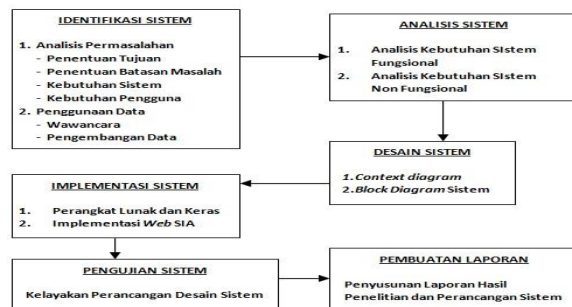 IDENTIFIKASI SISTEM
1. Analisis Permasalahan
- Penentuan Tujuan
- Penentuan Batasan Masalah
- Kebutuhan Sistem
- Kebutuhan Pengguna
2. Penggunaan Data
- Wawancara
- Pengembangan Data
ANALISIS SISTEM
1. Analisis Kebutuhan SIstem
Fungsional
2. Analisis Kebutuhan SIstem
Non Fungsional
DESAIN SISTEM
1.Context diagram
2.Block Diagram Sistem
IMPLEMENTASI SISTEM
1. Perangkat Lunak dan Keras
2. Implementasi Web SIA
PENGUJIAN SISTEM
Kelayakan Perancangan Desain Sistem
PEMBUATAN LAPORAN
Penyusunan Laporan Hasil
Penelitian dan Perancangan Sistem